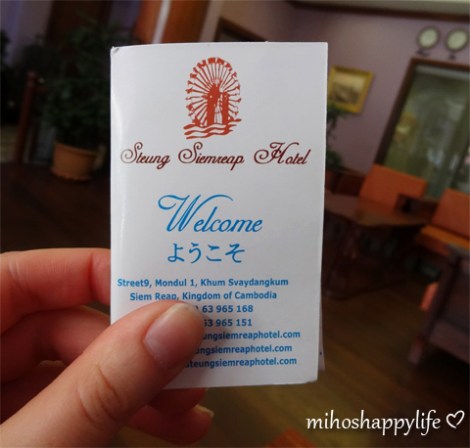 Steung Siemreap Hotel
Welcome
ようこそ
Street9, Mondul 1, Khum Svaydangkum
Siem Reap, Kingdom of Cambodia
63 965 168
63 965 151
steungsiemreaphotel.com
mihoshappylife ♡